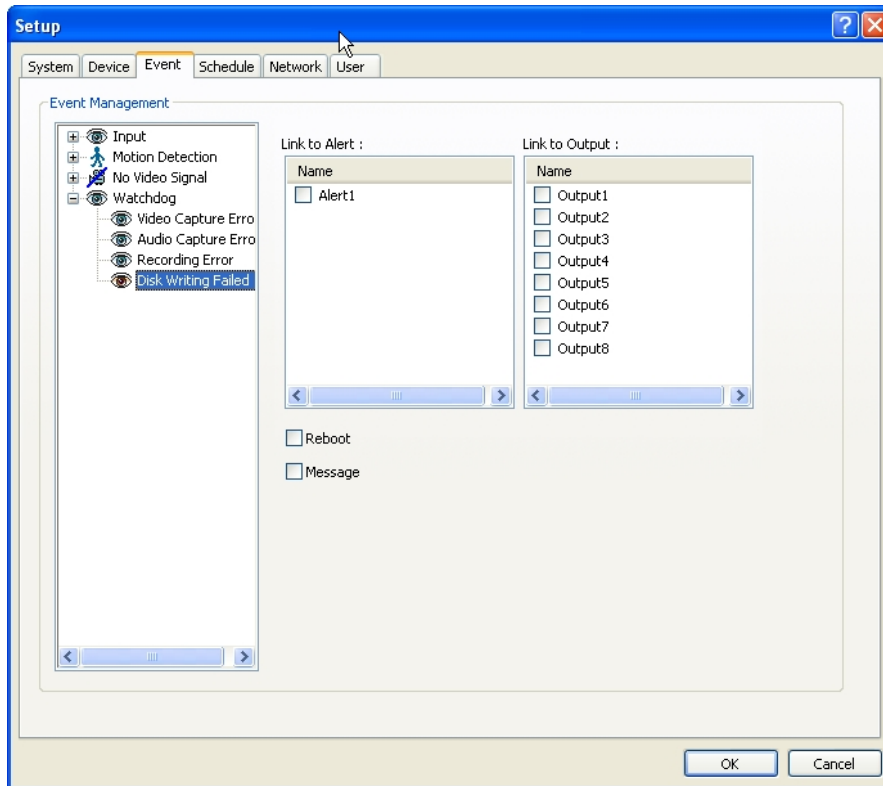 Setup
System Device Event Schedule Network User
Event Management
Input
Motion Detection
No Video Signal
Watchdog
Video Capture Erro
Audio Capture Erro
Recording Error
Disk Writing Failed
Link to Alert :
Name
Alert1
Link to Output :
Name
Output1
Output2
Output3
Output4
Output5
Output6
Output7
Output8
Reboot
Message
OK Cancel